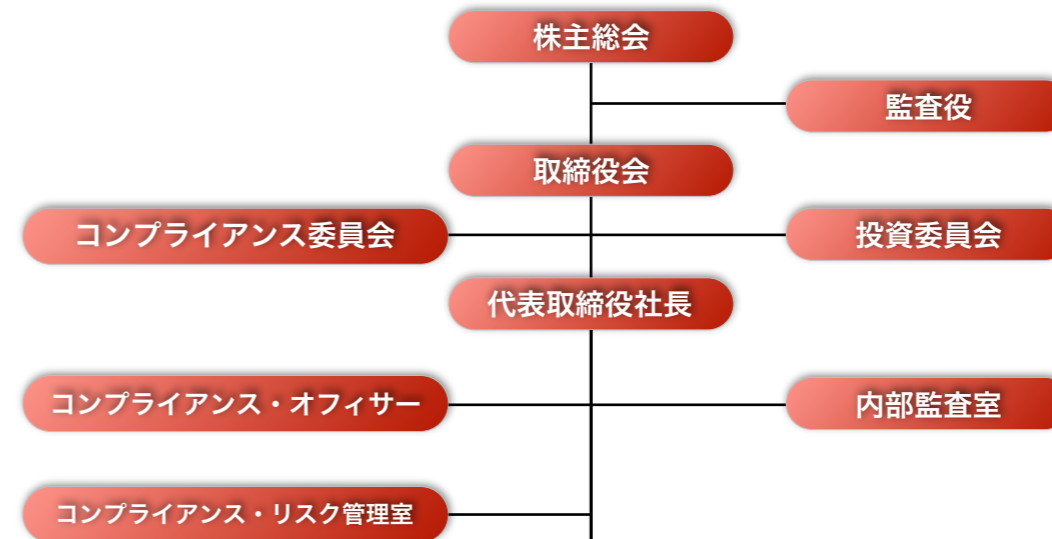 株主総会
監査役
取締役会
コンプライアンス委員会
投資委員会
代表取締役社長
コンプライアンス・オフィサー
内部監査室
コンプライアンス・リスク管理室